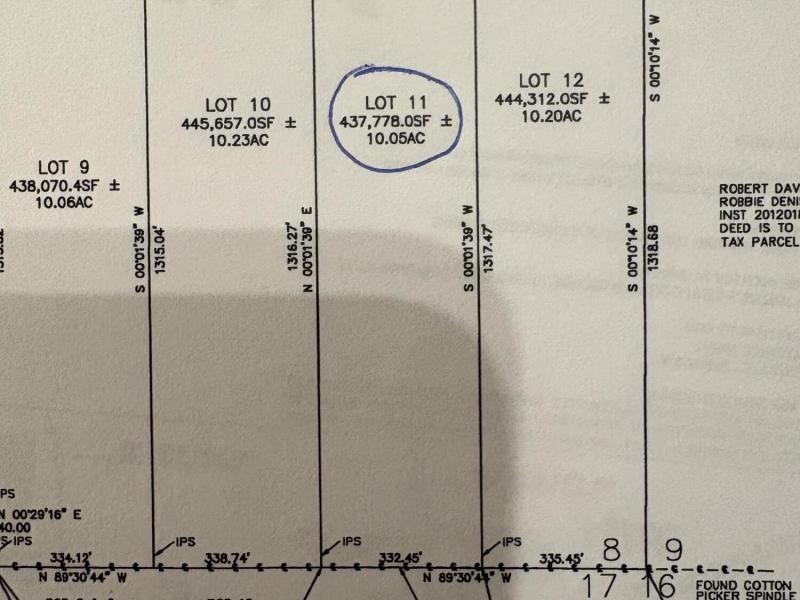 LOT 9
438,070.4SF ±
10.06AC
LOT 10
445,657.0SF ±
10.23AC
LOT 11
437,778.0SF ±
10.05AC
LOT 12
444,312.0SF ±
10.20AC
S 00°10'14" W
ROBERT DAV
ROBBIE DENI
INST 201201
DEED IS TO
TAX PARCEL
S 00°01'39" W
1315.04'
1316.27'
N 00°01'39" E
S 00°01'39" W
1317.47'
S 00°10'14" W
1318.68
IPS
N 00°29'16" E
40.00
IPS
IPS
IPS
IPS
334.12'
338.74'
332.45'
335.45'
N 89°30'44" W
N 89°30'44" W
8
9
17
16
FOUND COTTON
PICKER SPINDLE